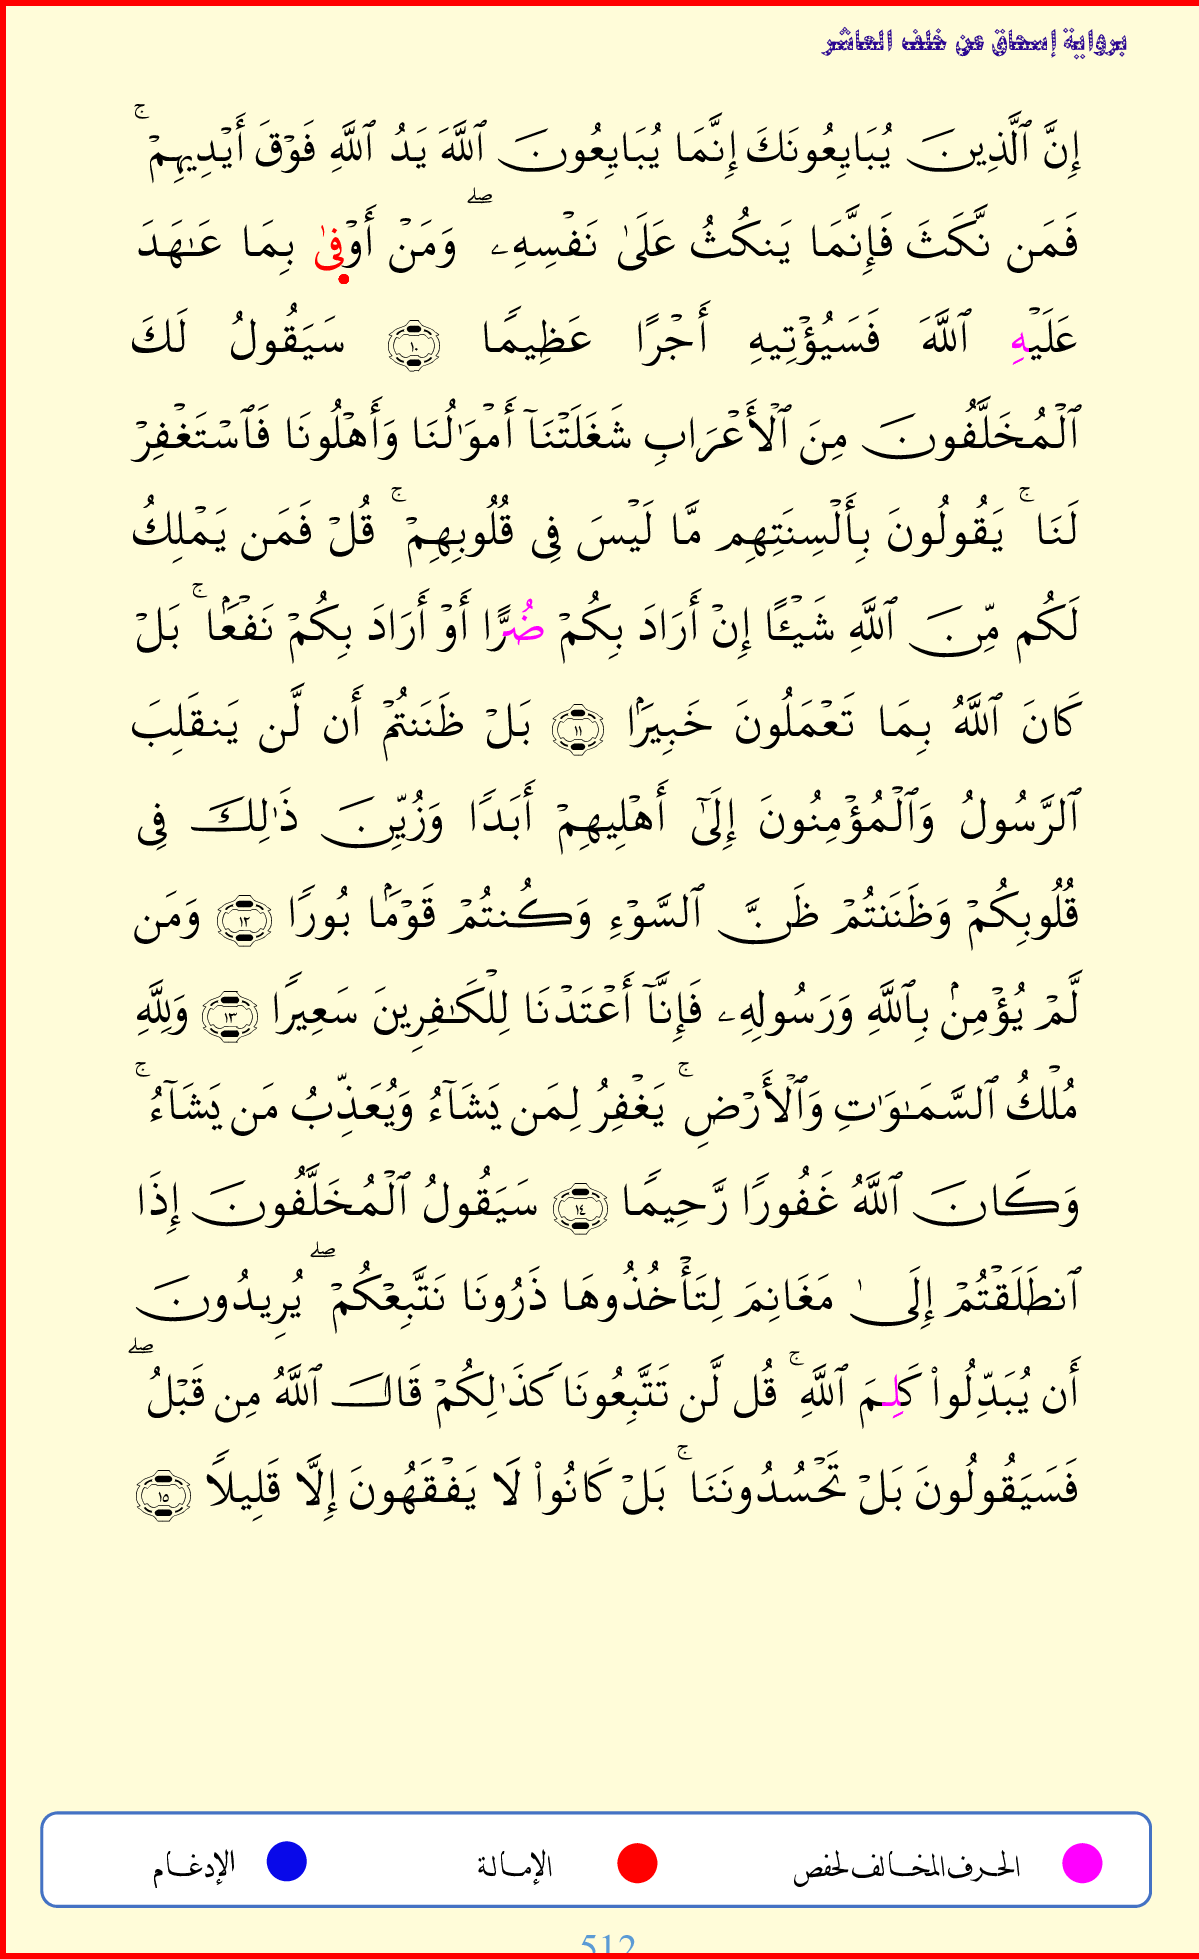 برواية إسحاق عن خلف العاشر
إِنَّ ٱلَّذِينَ يُبَايِعُونَكَ إِنَّمَا يُبَايِعُونَ ٱللَّهَ يَدُ ٱللَّهِ فَوۡقَ أَيۡدِيهِمۡۚ
فَمَن نَّكَثَ فَإِنَّمَا يَنكُثُ عَلَىٰ نَفۡسِهِۦۖ وَمَنۡ أَوۡفِىٰ بِمَا عَـٰهَدَ
عَلَيۡهِ ٱللَّهَ فَسَيُؤۡتِيهِ أَجۡرًا عَظِيمًا ١٠ سَيَقُولُ لَكَ
ٱلۡمُخَلَّفُونَ مِنَ ٱلۡأَعۡرَابِ شَغَلَتۡنَآ أَمۡوَٰلُنَا وَأَهۡلُونَا فَٱسۡتَغۡفِرۡ
لَنَاۚ يَقُولُونَ بِأَلۡسِنَتِهِم مَّا لَيۡسَ فِى قُلُوبِهِمۡۚ قُلۡ فَمَن يَمۡلِكُ
لَكُم مِّنَ ٱللَّهِ شَيۡـًٔا إِنۡ أَرَادَ بِكُمۡ ضُرًّا أَوۡ أَرَادَ بِكُمۡ نَفۡعَۢاۚ بَلۡ
كَانَ ٱللَّهُ بِمَا تَعۡمَلُونَ خَبِيرَۢا ١١ بَلۡ ظَنَنتُمۡ أَن لَّن يَنقَلِبَ
ٱلرَّسُولُ وَٱلۡمُؤۡمِنُونَ إِلَىٰٓ أَهۡلِيهِمۡ أَبَدًا وَزُيِّنَ ذَٰلِكَ فِى
قُلُوبِكُمۡ وَظَنَنتُمۡ ظَنَّ ٱلسَّوۡءِ وَكُنتُمۡ قَوۡمَۢا بُورًا ١٢ وَمَن
لَّمۡ يُؤۡمِنۢ بِٱللَّهِ وَرَسُولِهِۦ فَإِنَّآ أَعۡتَدۡنَا لِلۡكَـٰفِرِينَ سَعِيرًا ١٣ وَلِلَّهِ
مُلۡكُ ٱلسَّمَـٰوَٰتِ وَٱلۡأَرۡضِۚ يَغۡفِرُ لِمَن يَشَآءُ وَيُعَذِّبُ مَن يَشَآءُۚ
وَكَانَ ٱللَّهُ غَفُورًا رَّحِيمًا ١٤ سَيَقُولُ ٱلۡمُخَلَّفُونَ إِذَا
ٱنطَلَقۡتُمۡ إِلَىٰ مَغَانِمَ لِتَأۡخُذُوهَا ذَرُونَا نَتَّبِعۡكُمۡۖ يُرِيدُونَ
أَن يُبَدِّلُواْ كَلِمَ ٱللَّهِۚ قُل لَّن تَتَّبِعُونَا كَذَٰلِكُمۡ قَالَ ٱللَّهُ مِن قَبۡلُۖ
فَسَيَقُولُونَ بَلۡ تَحۡسُدُونَنَاۚ بَلۡ كَانُواْ لَا يَفۡقَهُونَ إِلَّا قَلِيلًا ١٥
الحرف المخالف لحفص الإمالة الإدغام
512